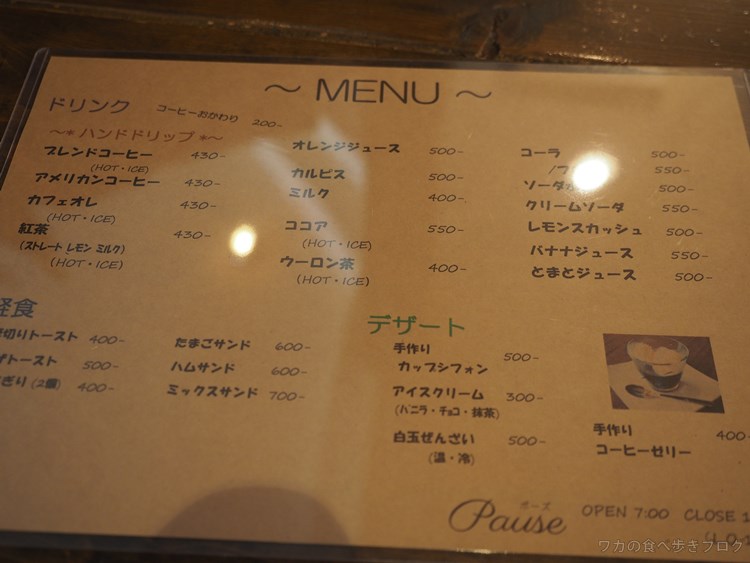 ～ MENU ～
ドリンク コーヒーおかわり 200-
～* ハンドドリップ *～
ブレンドコーヒー 430-
(HOT・ICE)
アメリカンコーヒー 430-
カフェオレ 430-
(HOT・ICE)
紅茶 430-
(ストレート レモン ミルク)
(HOT・ICE)
オレンジジュース 500-
カルピス 500-
ミルク 400-
ココア 550-
(HOT・ICE)
ウーロン茶 400-
(HOT・ICE)
コーラ 500-
550-
ソーダ 500-
クリームソーダ 550-
レモンスカッシュ 500-
バナナジュース 550-
とまとジュース 500-
軽食
切りトースト 400-
トースト 500-
ぎり (2個) 400-
たまごサンド 600-
ハムサンド 600-
ミックスサンド 700-
デザート
手作り
カップシフォン 500-
アイスクリーム 300-
(バニラ・チョコ・抹茶)
白玉ぜんざい 500-
(温・冷)
手作り 400-
コーヒーゼリー
ポーズ
Pause OPEN 7:00 CLOSE 1
(L.O-1
ワカの食べ歩きブログ